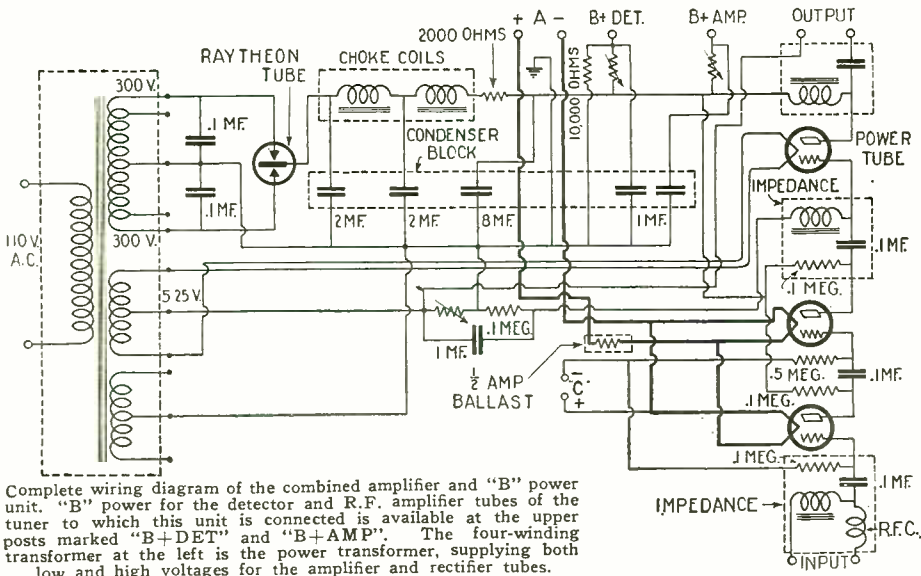 + A -
B+ DET.
B+ AMP.
OUTPUT
2000 OHMS
RAYTHEON
TUBE
CHOKE COILS
300 V.
.1 MF.
10,000 OHMS
CONDENSER
BLOCK
POWER
TUBE
IMPEDANCE
.1 MF.
2 MF.
2 MF.
8 MF.
1 MF.
300 V.
110 V.
A.C.
.1 MF.
.1 MEG.
5.25 V.
.1 MEG.
1 MF.
1/2 AMP
BALLAST
- "C" +
.5 MEG.
.1 MF.
.1 MEG.
.1 MEG.
.1 MF
IMPEDANCE
R.F.C.
INPUT
Complete wiring diagram of the combined amplifier and "B" power
unit. "B" power for the detector and R.F. amplifier tubes of the
tuner to which this unit is connected is available at the upper
posts marked "B+DET" and "B+AMP". The four-winding
transformer at the left is the power transformer, supplying both
low and high voltages for the amplifier and rectifier tubes.